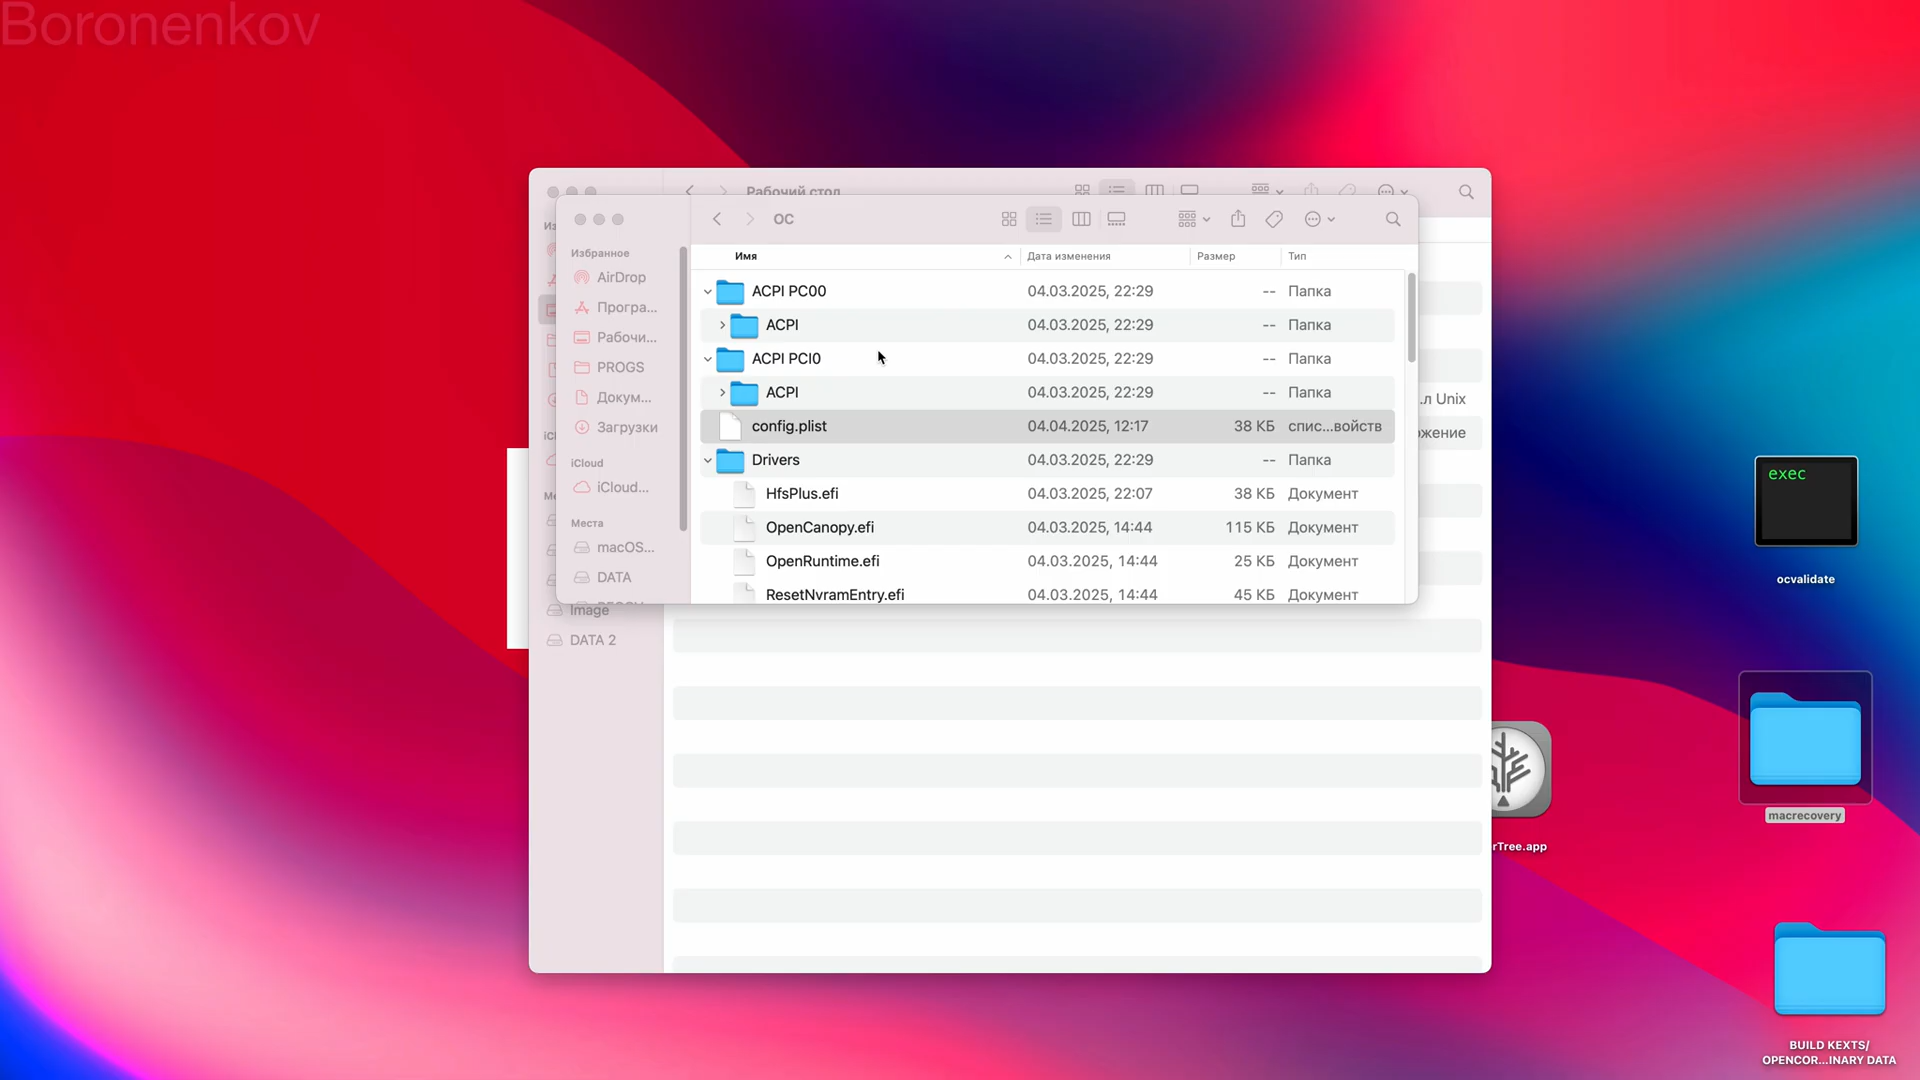 Boronenkov
Рабочий стол
OC
Избранное
AirDrop
Програ...
Рабочи...
PROGS
Докум...
Загрузки
iCloud
iCloud...
Места
macOS...
DATA
Image
DATA 2
Имя
Дата изменения
Размер
Тип
ACPI PC00 04.03.2025, 22:29 -- Папка
ACPI 04.03.2025, 22:29 -- Папка
ACPI PCI0 04.03.2025, 22:29 -- Папка
ACPI 04.03.2025, 22:29 -- Папка
config.plist 04.04.2025, 12:17 38 КБ спис...войств
Drivers 04.03.2025, 22:29 -- Папка
HfsPlus.efi 04.03.2025, 22:07 38 КБ Документ
OpenCanopy.efi 04.03.2025, 14:44 115 КБ Документ
OpenRuntime.efi 04.03.2025, 14:44 25 КБ Документ
ResetNvramEntry.efi 04.03.2025, 14:44 45 КБ Документ
...л Unix
ожение
exec
ocvalidate
macrecovery
rTree.app
BUILD KEXTS/
OPENCOR...INARY DATA